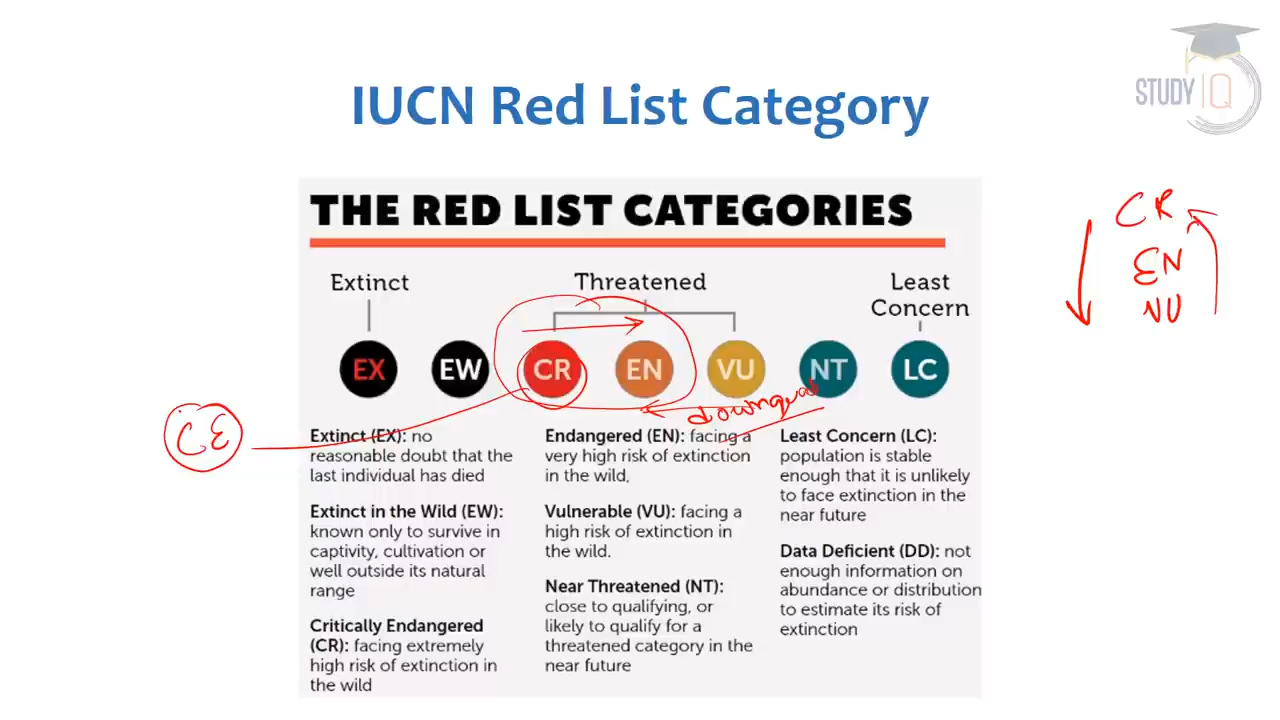 STUDY IQ
IUCN Red List Category
THE RED LIST CATEGORIES
Extinct
Threatened
Least
Concern
EX
EW
CR
EN
VU
NT
LC
CR
EN
VU
CE
Extinct (EX): no
reasonable doubt that the
last individual has died
Extinct in the Wild (EW):
known only to survive in
captivity, cultivation or
well outside its natural
range
Critically Endangered
(CR): facing extremely
high risk of extinction in
the wild
Endangered (EN): facing a
very high risk of extinction
in the wild,
Vulnerable (VU): facing a
high risk of extinction in
the wild.
Near Threatened (NT):
close to qualifying, or
likely to qualify for a
threatened category in the
near future
Least Concern (LC):
population is stable
enough that it is unlikely
to face extinction in the
near future
Data Deficient (DD): not
enough information on
abundance or distribution
to estimate its risk of
extinction